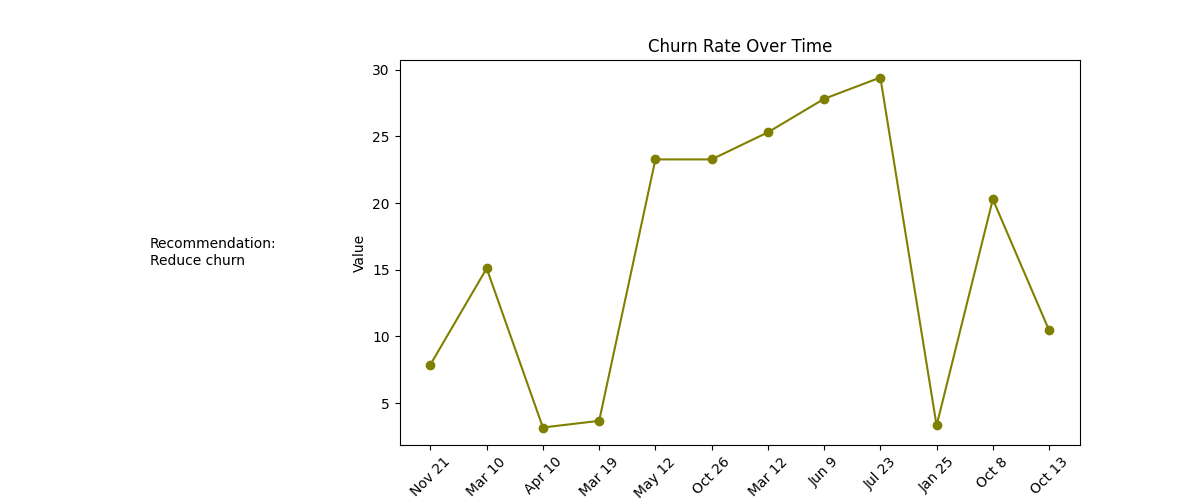 Churn Rate Over Time
Recommendation:
Reduce churn
Value
30
25
20
15
10
5
Nov 21
Mar 10
Apr 10
Mar 19
May 12
Oct 26
Mar 12
Jun 9
Jul 23
Jan 25
Oct 8
Oct 13